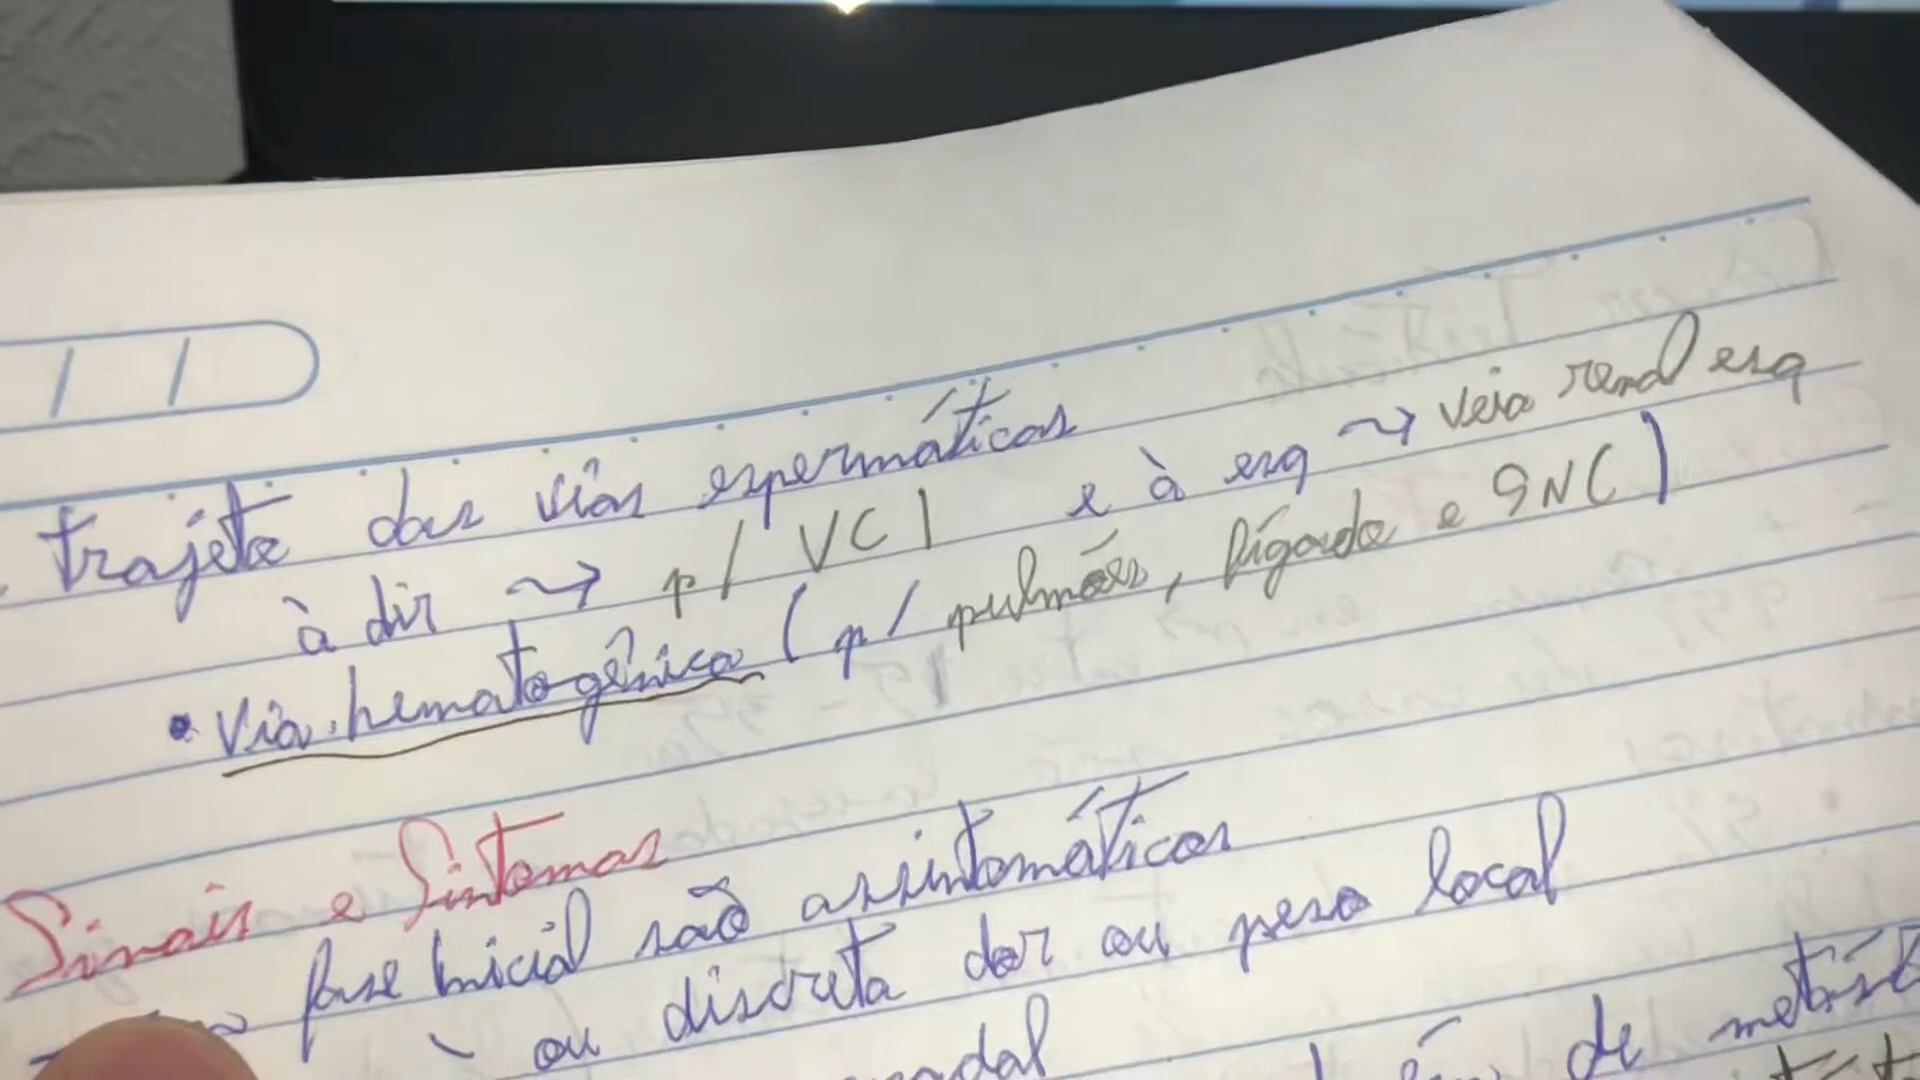 trajeto das vias espermáticas
à dir → p/ VCI e à esq → veia renal esq
• Via hematogênica (p/ pulmões, fígado e SNC)
Sinais e Sintomas
fase inicial são assintomáticos
ou discreta dor ou peso local
de